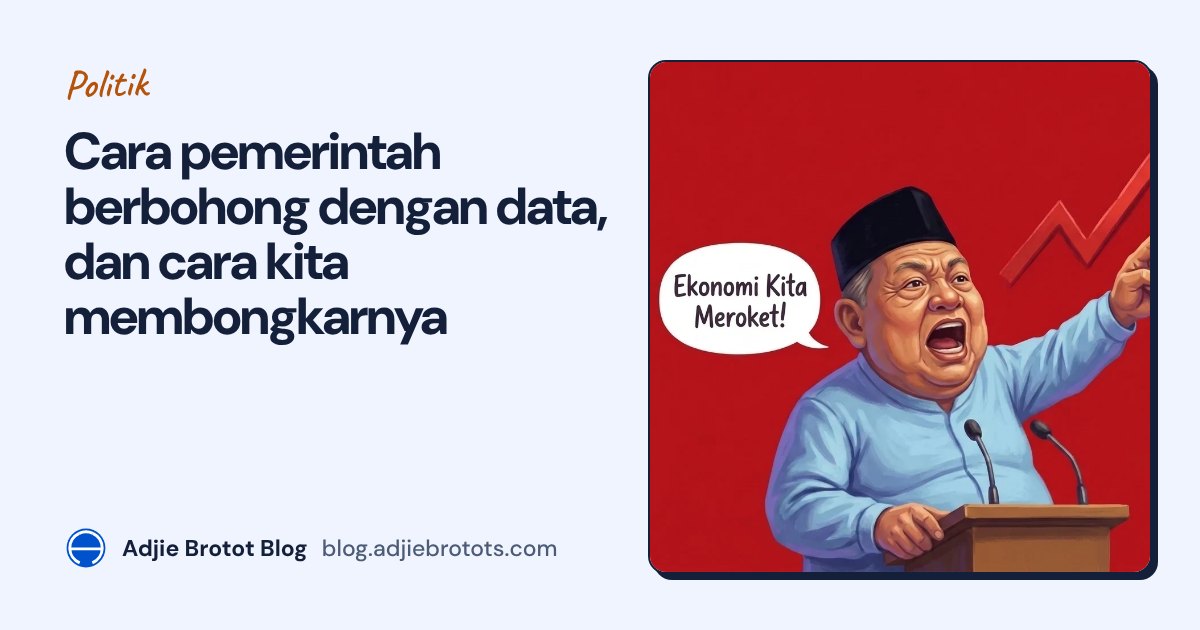 Politik
Cara pemerintah
berbohong dengan data,
dan cara kita
membongkarnya
Adjie Brotot Blog blog.adjiebrotots.com
Ekonomi Kita
Meroket!